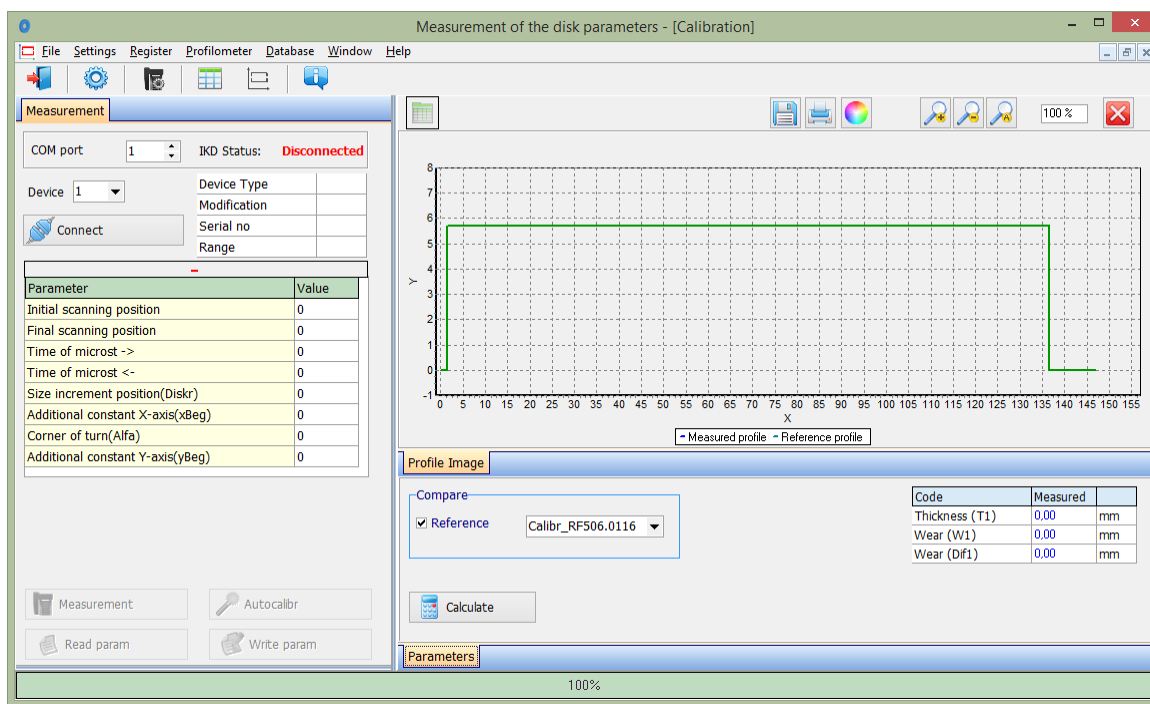 Measurement of the disk parameters - [Calibration]
File Settings Register Profilometer Database Window Help
Measurement
COM port 1 IKD Status: Disconnected
Device 1
Connect
Device Type
Modification
Serial no
Range
-
Parameter Value
Initial scanning position 0
Final scanning position 0
Time of microst -> 0
Time of microst <- 0
Size increment position(Diskr) 0
Additional constant X-axis(xBeg) 0
Corner of turn(Alfa) 0
Additional constant Y-axis(yBeg) 0
Measurement Autocalibr
Read param Write param
100 %
8
7
6
5
4
3
2
1
0
-1
Y
0 5 10 15 20 25 30 35 40 45 50 55 60 65 70 75 80 85 90 95 100 105 110 115 120 125 130 135 140 145 150 155
X
Measured profile Reference profile
Profile Image
Compare
Reference Calibr_RF506.0116
Code Measured
Thickness (T1) 0,00 mm
Wear (W1) 0,00 mm
Wear (Dif1) 0,00 mm
Calculate
Parameters
100%